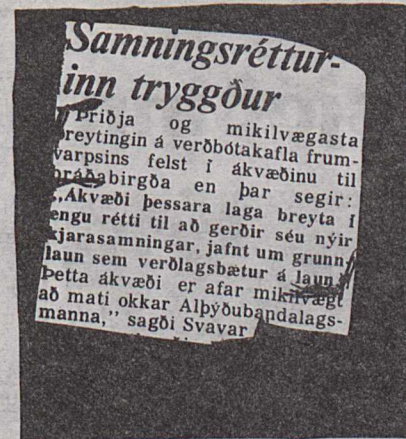 Samningsréttur-
inn tryggður
Þriðja og mikilvægasta
breytingin á verðbótakafla frum-
varpsins felst í ákvæðinu til
bráðabirgða en þar segir:
„Ákvæði þessara laga breyta í
engu rétti til að gerðir séu nýir
kjarasamningar, jafnt um grunn-
laun sem verðlagsbætur á laun.
Þetta ákvæði er afar mikilvægt
að mati okkar Alþýðubandalags-
manna,” sagði Svavar